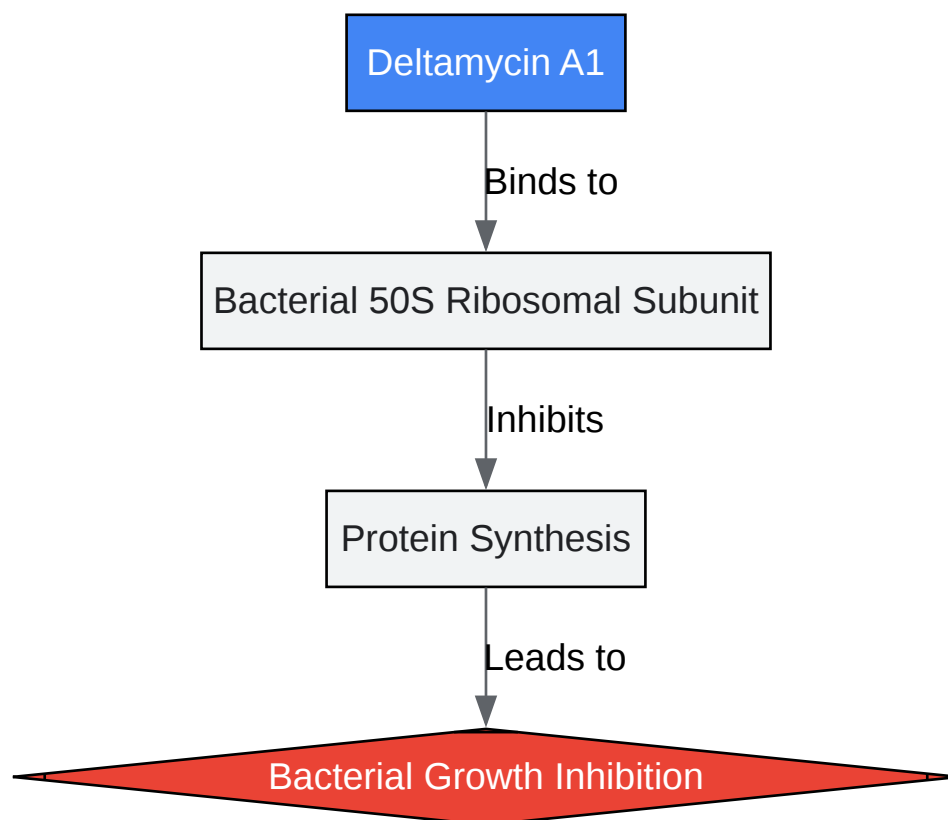 Deltamycin A1
Binds to
Bacterial 50S Ribosomal Subunit
Inhibits
Protein Synthesis
Leads to
Bacterial Growth Inhibition